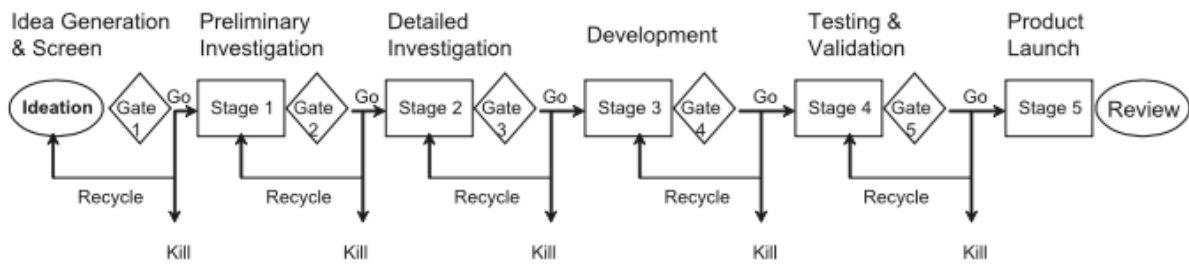 Idea Generation
& Screen
Preliminary
Investigation
Detailed
Investigation
Development
Testing &
Validation
Product
Launch
Ideation
Gate
1
Go
Stage 1
Gate
2
Go
Stage 2
Gate
3
Go
Stage 3
Gate
4
Go
Stage 4
Gate
5
Go
Stage 5
Review
Recycle
Recycle
Recycle
Recycle
Recycle
Kill
Kill
Kill
Kill
Kill